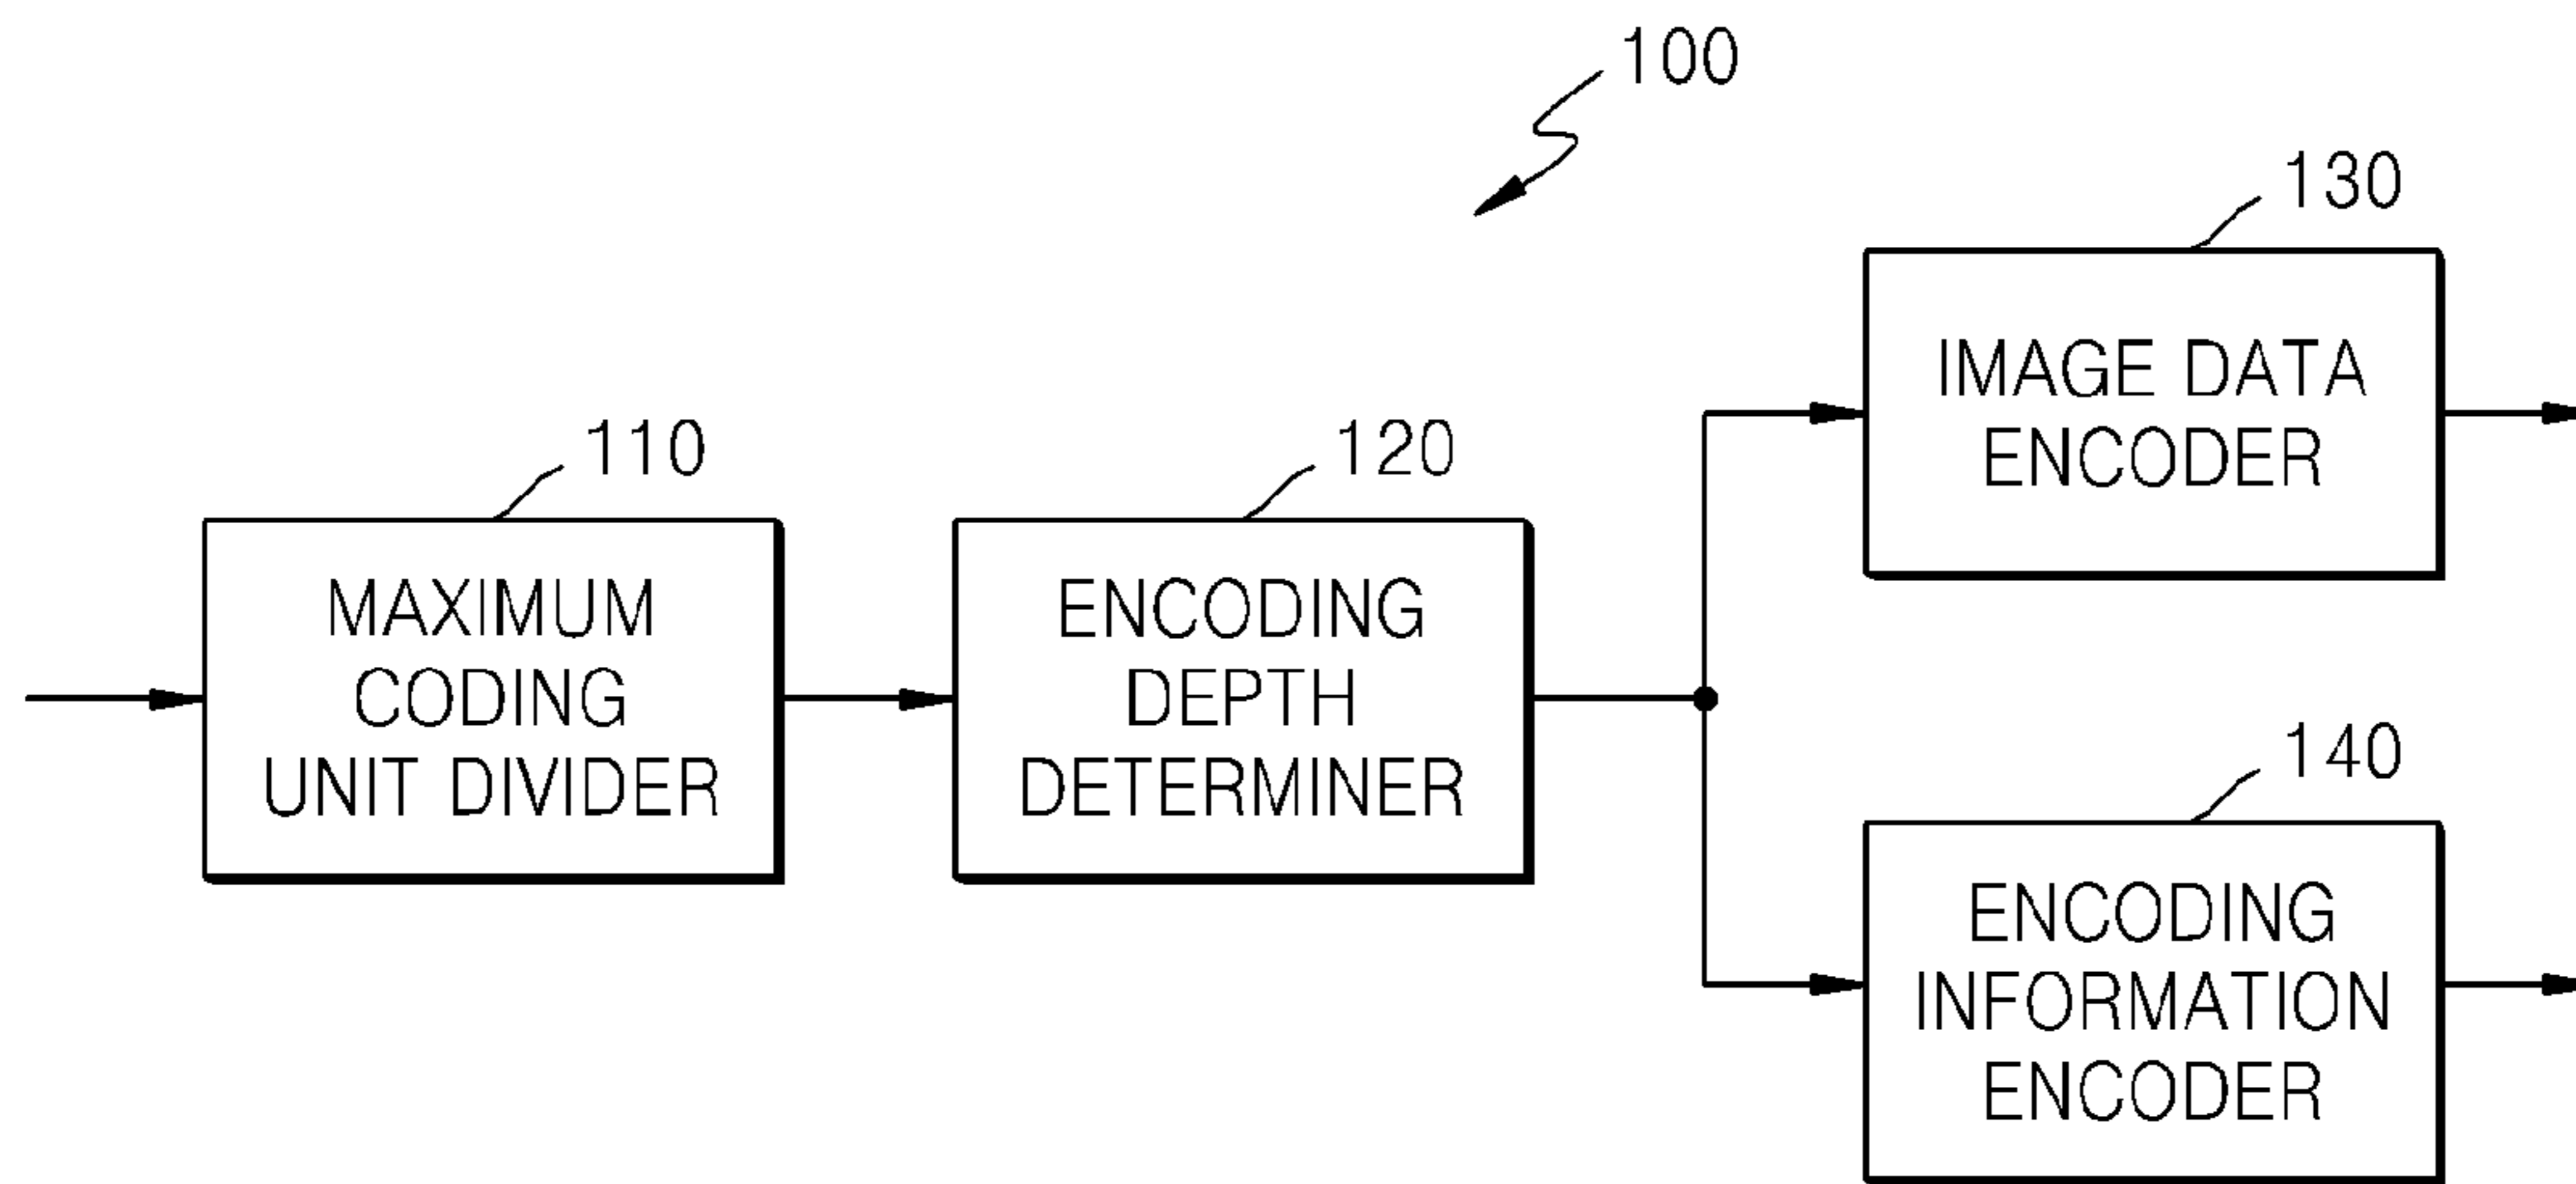 100
110
MAXIMUM
CODING
UNIT DIVIDER
120
ENCODING
DEPTH
DETERMINER
130
IMAGE DATA
ENCODER
140
ENCODING
INFORMATION
ENCODER